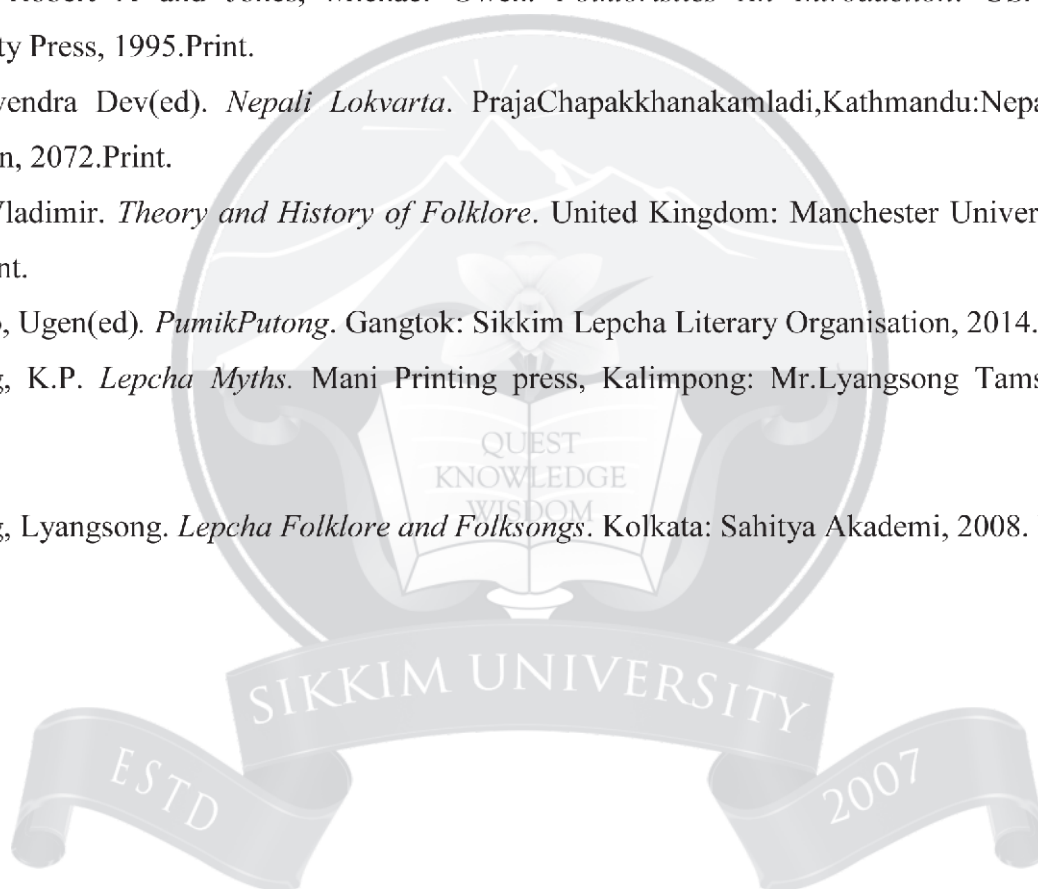 ty Press, 1995.Print.
vendra Dev(ed). Nepali Lokvarta. PrajaChapakkhanakamladi,Kathmandu:Nepa
n, 2072.Print.
Vladimir. Theory and History of Folklore. United Kingdom: Manchester Univer
nt.
, Ugen(ed). PumikPutong. Gangtok: Sikkim Lepcha Literary Organisation, 2014.
g, K.P. Lepcha Myths. Mani Printing press, Kalimpong: Mr.Lyangsong Tams
g, Lyangsong. Lepcha Folklore and Folksongs. Kolkata: Sahitya Akademi, 2008.
QUEST
KNOWLEDGE
WISDOM
SIKKIM UNIVERSITY
ESTD
2007